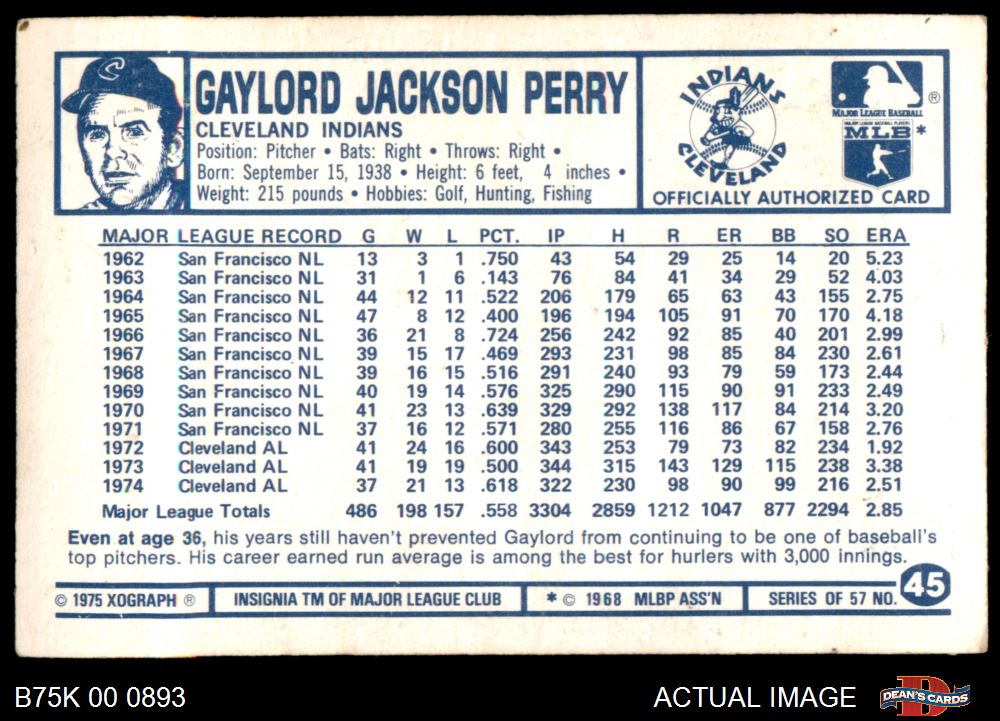 C
GAYLORD JACKSON PERRY
CLEVELAND INDIANS
Position: Pitcher • Bats: Right • Throws: Right •
Born: September 15, 1938 • Height: 6 feet, 4 inches •
Weight: 215 pounds • Hobbies: Golf, Hunting, Fishing
INDIANS
CLEVELAND
®
MAJOR LEAGUE BASEBALL
MAJOR LEAGUE BASEBALL PLAYERS
MLB *
OFFICIALLY AUTHORIZED CARD
MAJOR LEAGUE RECORD G W L PCT. IP H R ER BB SO ERA
1962 San Francisco NL 13 3 1 .750 43 54 29 25 14 20 5.23
1963 San Francisco NL 31 1 6 .143 76 84 41 34 29 52 4.03
1964 San Francisco NL 44 12 11 .522 206 179 65 63 43 155 2.75
1965 San Francisco NL 47 8 12 .400 196 194 105 91 70 170 4.18
1966 San Francisco NL 36 21 8 .724 256 242 92 85 40 201 2.99
1967 San Francisco NL 39 15 17 .469 293 231 98 85 84 230 2.61
1968 San Francisco NL 39 16 15 .516 291 240 93 79 59 173 2.44
1969 San Francisco NL 40 19 14 .576 325 290 115 90 91 233 2.49
1970 San Francisco NL 41 23 13 .639 329 292 138 117 84 214 3.20
1971 San Francisco NL 37 16 12 .571 280 255 116 86 67 158 2.76
1972 Cleveland AL 41 24 16 .600 343 253 79 73 82 234 1.92
1973 Cleveland AL 41 19 19 .500 344 315 143 129 115 238 3.38
1974 Cleveland AL 37 21 13 .618 322 230 98 90 99 216 2.51
Major League Totals 486 198 157 .558 3304 2859 1212 1047 877 2294 2.85
Even at age 36, his years still haven't prevented Gaylord from continuing to be one of baseball's
top pitchers. His career earned run average is among the best for hurlers with 3,000 innings.
© 1975 XOGRAPH ® INSIGNIA TM OF MAJOR LEAGUE CLUB * © 1968 MLBP ASS'N SERIES OF 57 NO. 45
B75K 00 0893 ACTUAL IMAGE DEAN'S CARDS